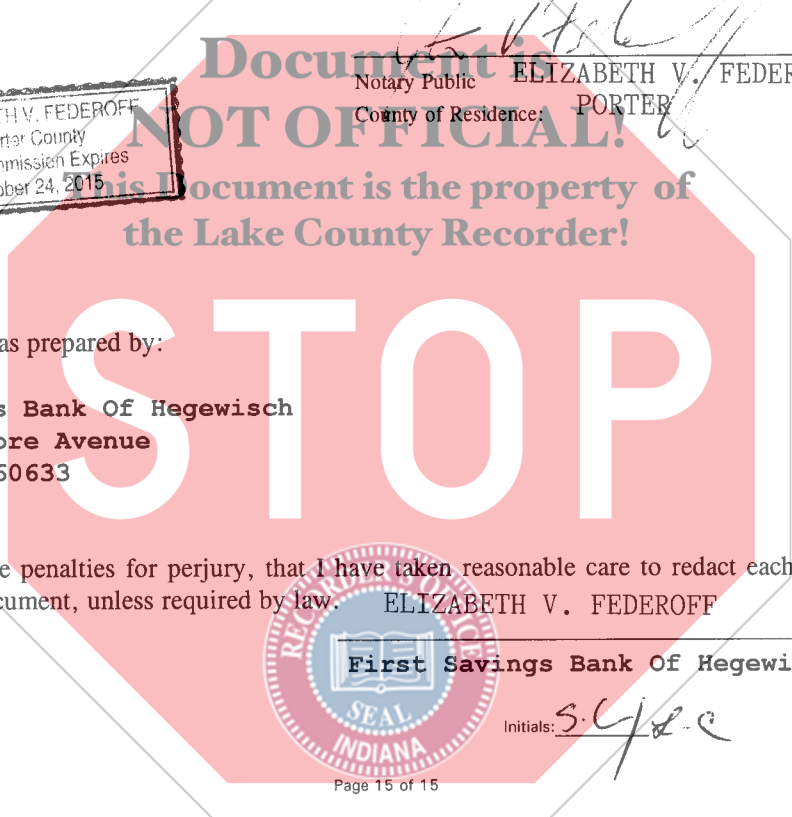 Document is
Notary Public ELIZABETH V. FEDER
TH V. FEDEROFF
NOT OFFICIAL!
County of Residence: PORTER
rter County
mmission Expires
ober 24, 2015
This Document is the property of
the Lake County Recorder!
STOP
as prepared by:
s Bank Of Hegewisch
ore Avenue
60633
e penalties for perjury, that I have taken reasonable care to redact each
cument, unless required by law. ELIZABETH V. FEDEROFF
RECORDER'S OFFICE
First Savings Bank Of Hegewi
SEAL
INDIANA
Initials: S.C
Page 15 of 15